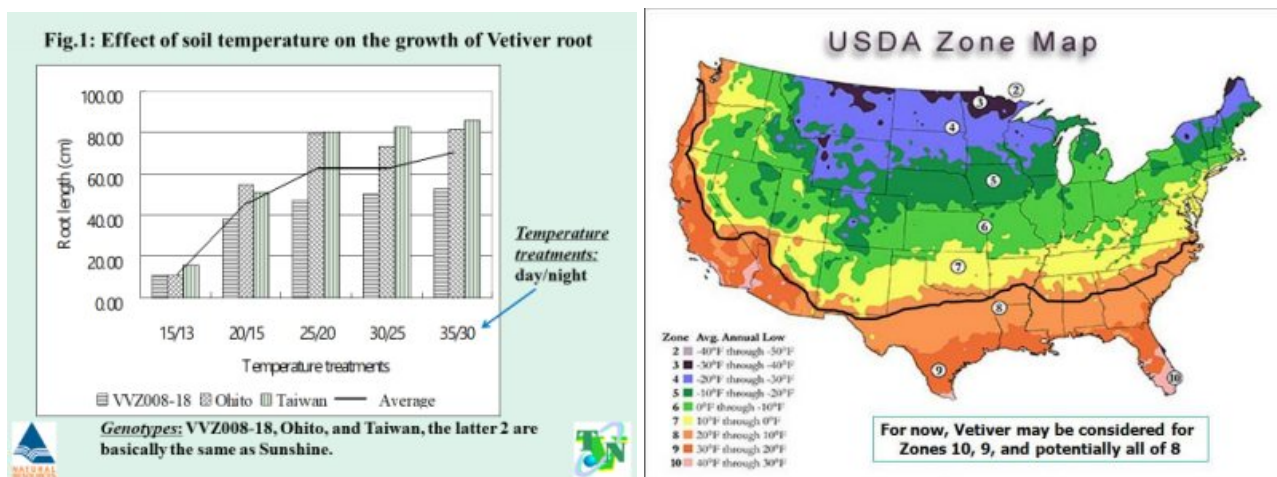 Fig.1: Effect of soil temperature on the growth of Vetiver root
100.00
80.00
60.00
40.00
20.00
0.00
Root length (cm)
15/13 20/15 25/20 30/25 35/30
Temperature treatments
VVZ008-18 Ohito Taiwan Average
Temperature
treatments:
day/night
Genotypes: VVZ008-18, Ohito, and Taiwan, the latter 2 are
basically the same as Sunshine.
NATURAL
TVN
USDA Zone Map
2
3
4
5
6
7
8
9
10
Zone Avg. Annual Low
2 -40°F through -50°F
3 -30°F through -40°F
4 -20°F through -30°F
5 -10°F through -20°F
6 0°F through -10°F
7 10°F through 0°F
8 20°F through 10°F
9 30°F through 20°F
10 40°F through 30°F
For now, Vetiver may be considered for
Zones 10, 9, and potentially all of 8